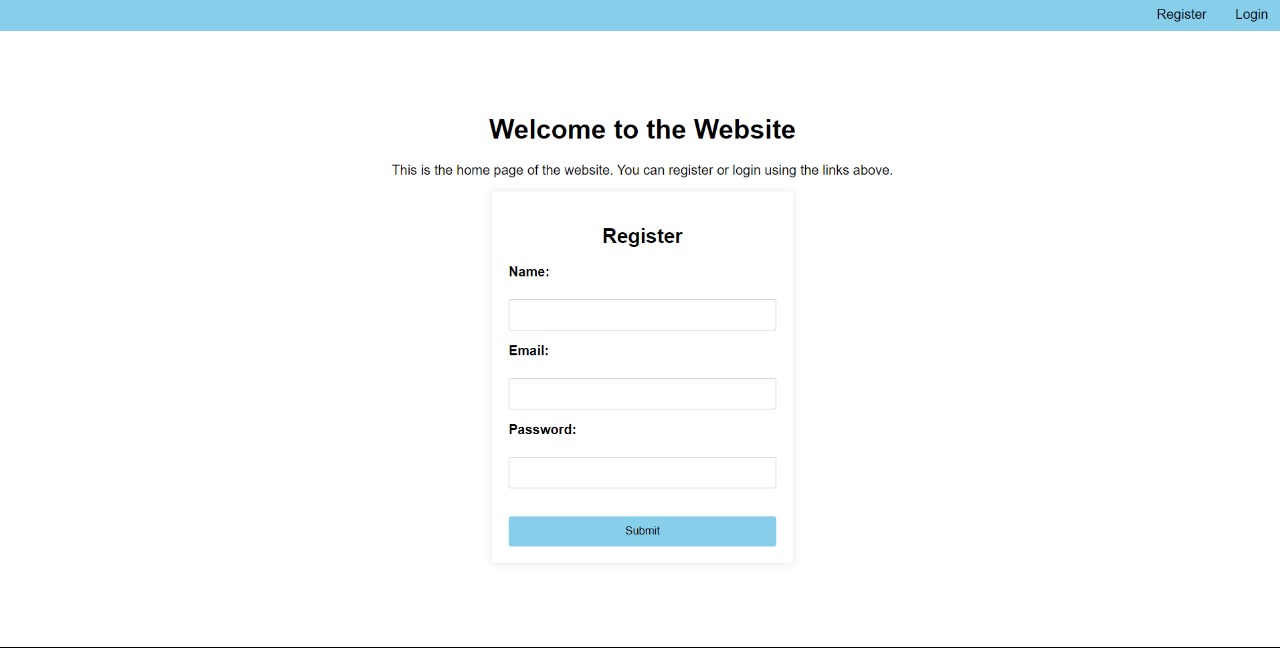 Register Login
Welcome to the Website
This is the home page of the website. You can register or login using the links above.
Register
Name:
Email:
Password:
Submit